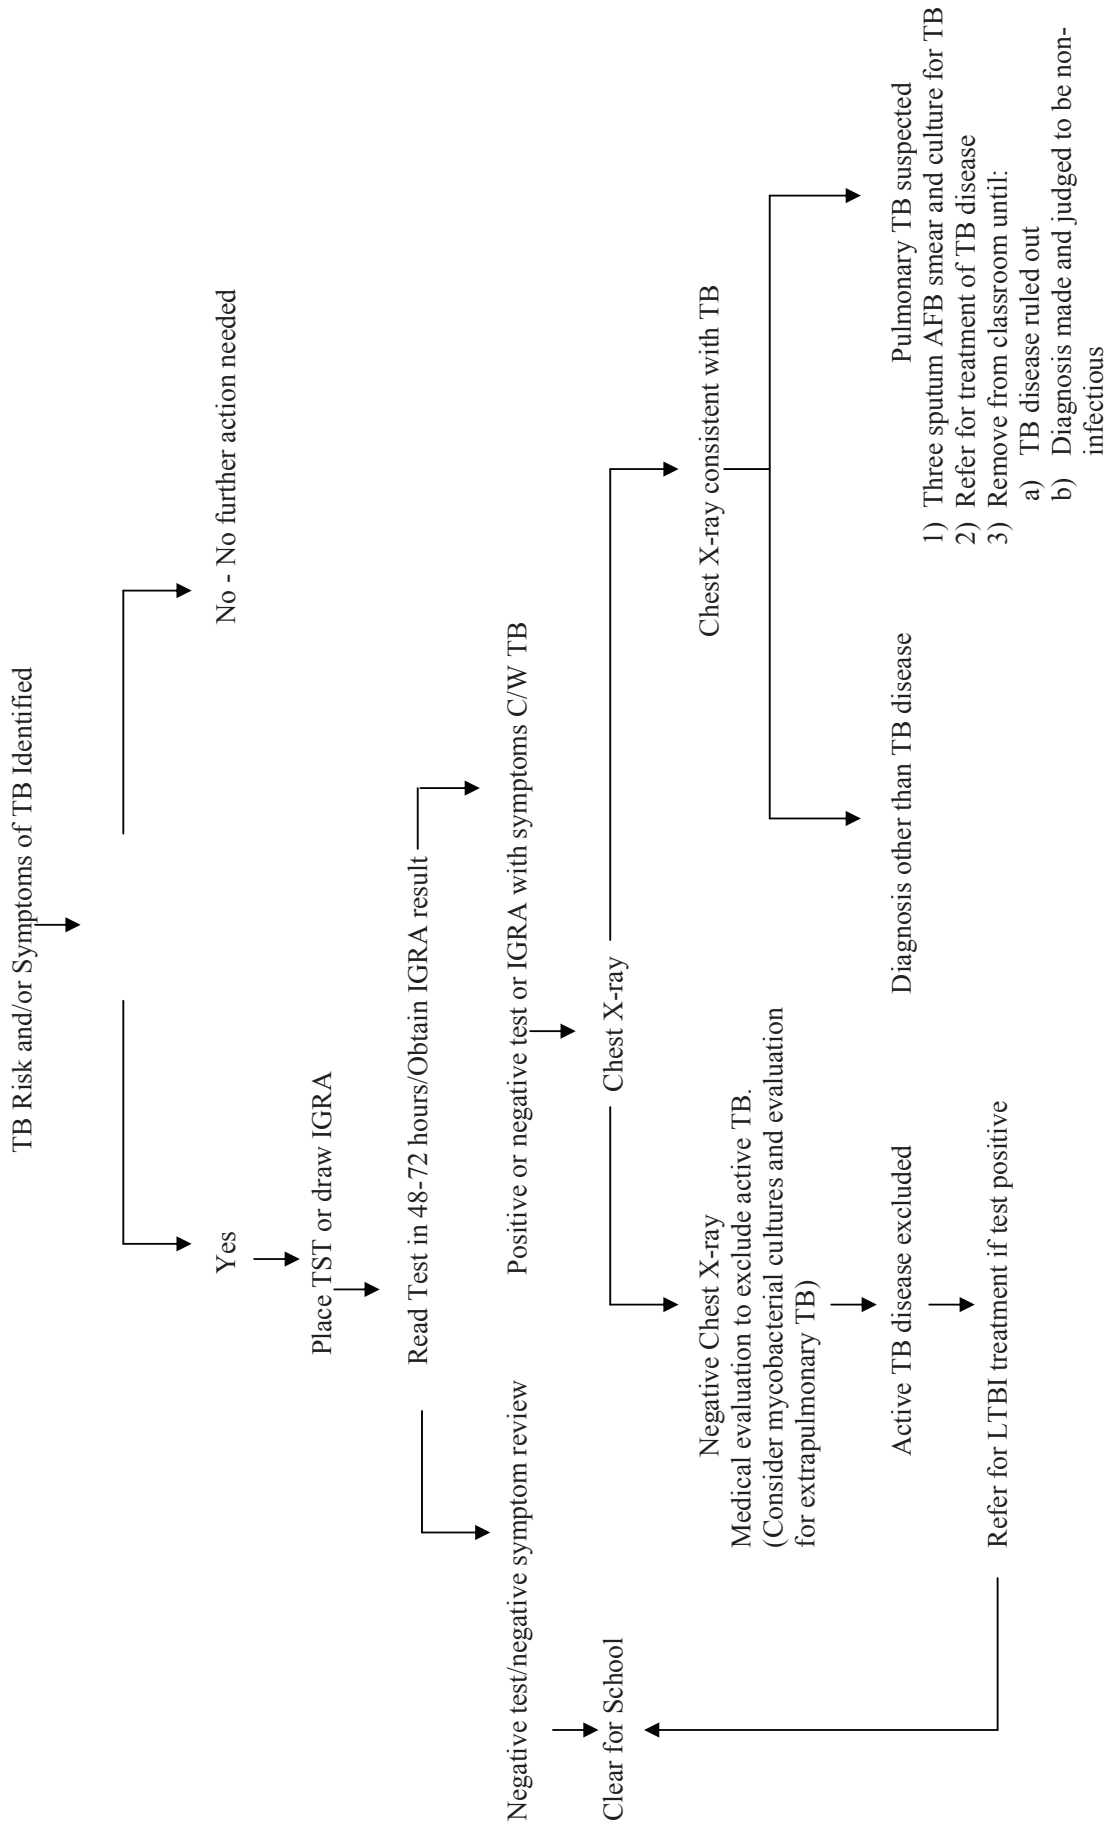 TB Risk and/or Symptoms of TB Identified
Yes
No - No further action needed
Place TST or draw IGRA
Read Test in 48-72 hours/Obtain IGRA result
Negative test/negative symptom review
Positive or negative test or IGRA with symptoms C/W TB
Clear for School
Chest X-ray
Negative Chest X-ray
Medical evaluation to exclude active TB.
(Consider mycobacterial cultures and evaluation
for extrapulmonary TB)
Chest X-ray consistent with TB
Active TB disease excluded
Refer for LTBI treatment if test positive
Diagnosis other than TB disease
Pulmonary TB suspected
1) Three sputum AFB smear and culture for TB
2) Refer for treatment of TB disease
3) Remove from classroom until:
a) TB disease ruled out
b) Diagnosis made and judged to be non-
infectious